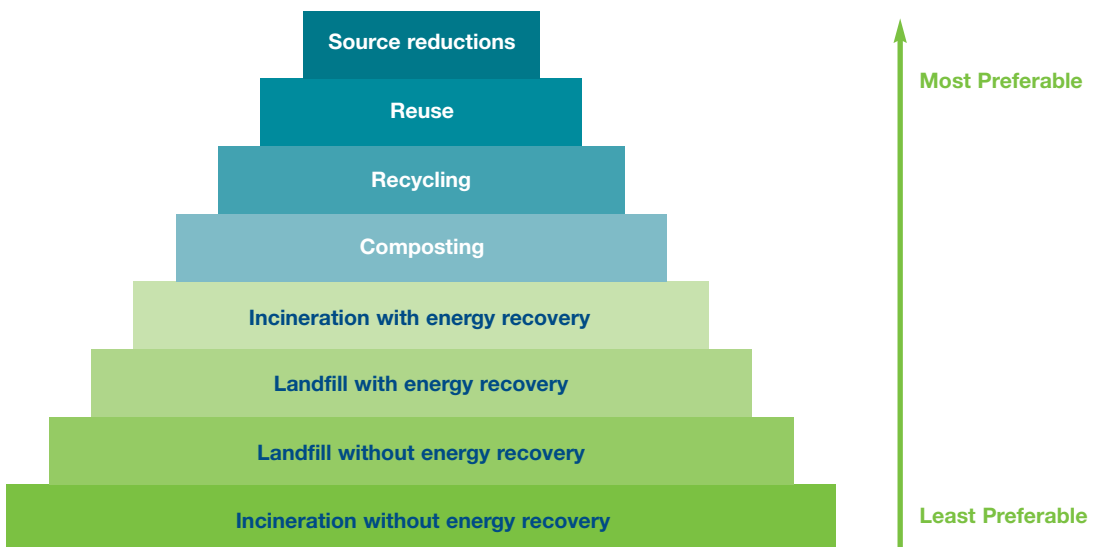 Source reductions
Most Preferable
Reuse
Recycling
Composting
Incineration with energy recovery
Landfill with energy recovery
Landfill without energy recovery
Incineration without energy recovery
Least Preferable